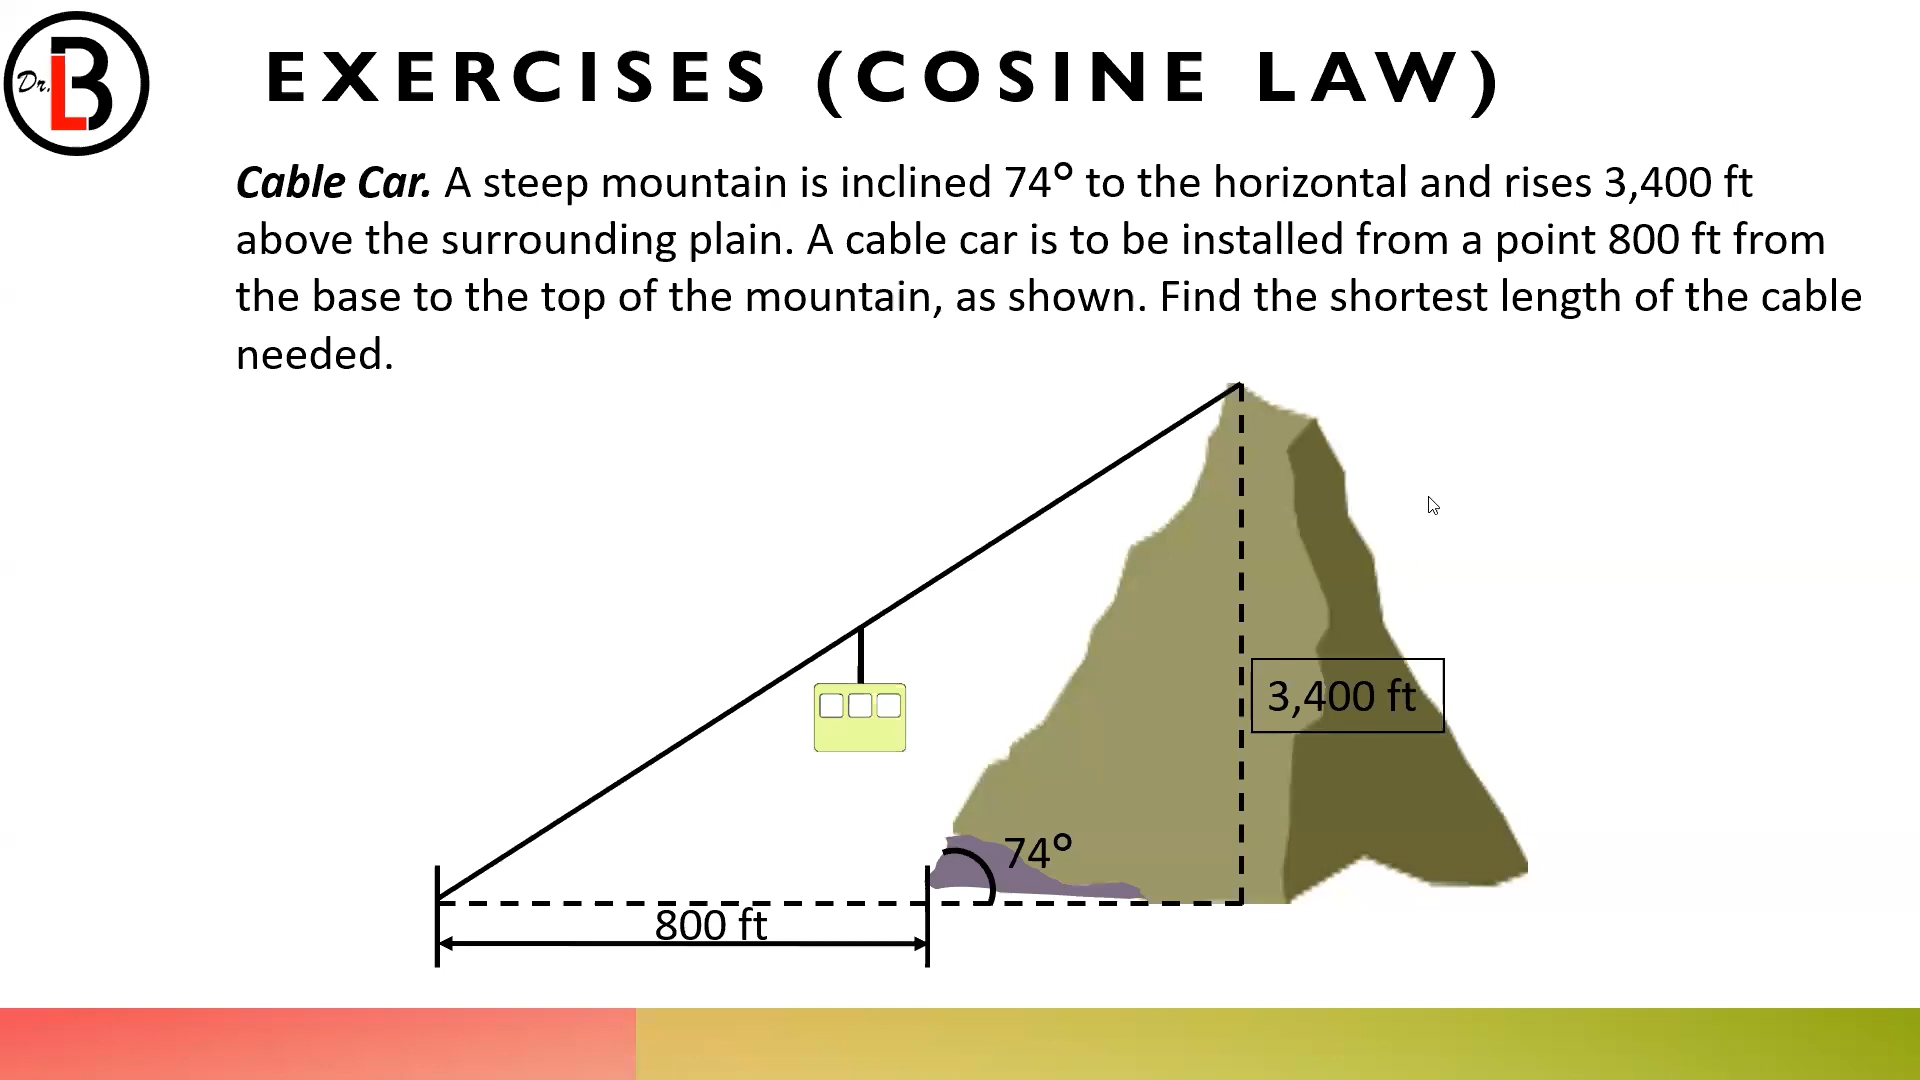 Dr. LB
EXERCISES (COSINE LAW)
Cable Car. A steep mountain is inclined 74° to the horizontal and rises 3,400 ft
above the surrounding plain. A cable car is to be installed from a point 800 ft from
the base to the top of the mountain, as shown. Find the shortest length of the cable
needed.
3,400 ft
74°
800 ft